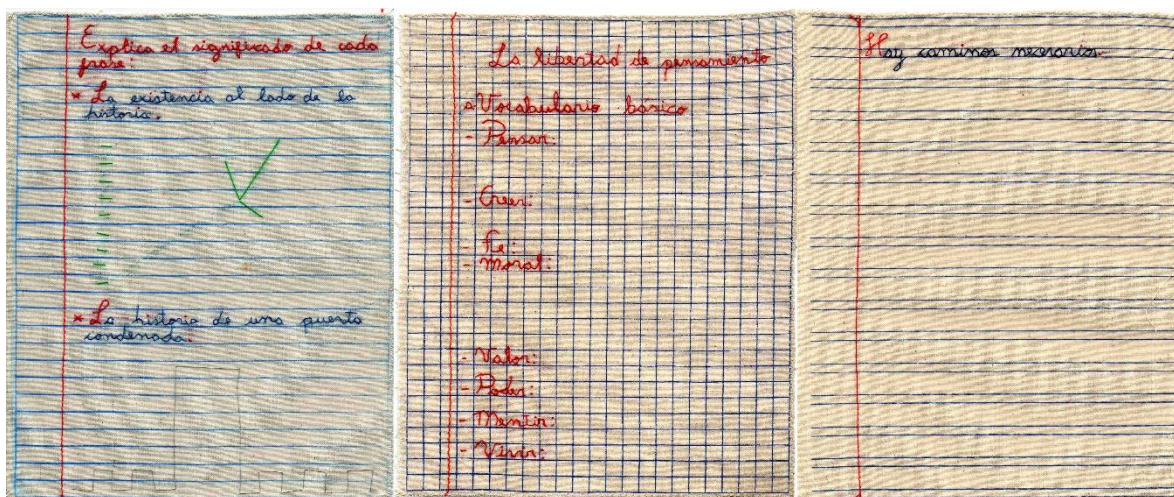 Explica el significado de cada
frase:
* La existencia al lado de la
historia.
* La historia de una puerta
condenada.
La libertad de pensamiento
Vocabulario básico
- Pensar:
- Creer:
- Fe:
- Moral:
- Valor:
- Poder:
- Mentir:
- Vivir:
Hay caminos necesarios.